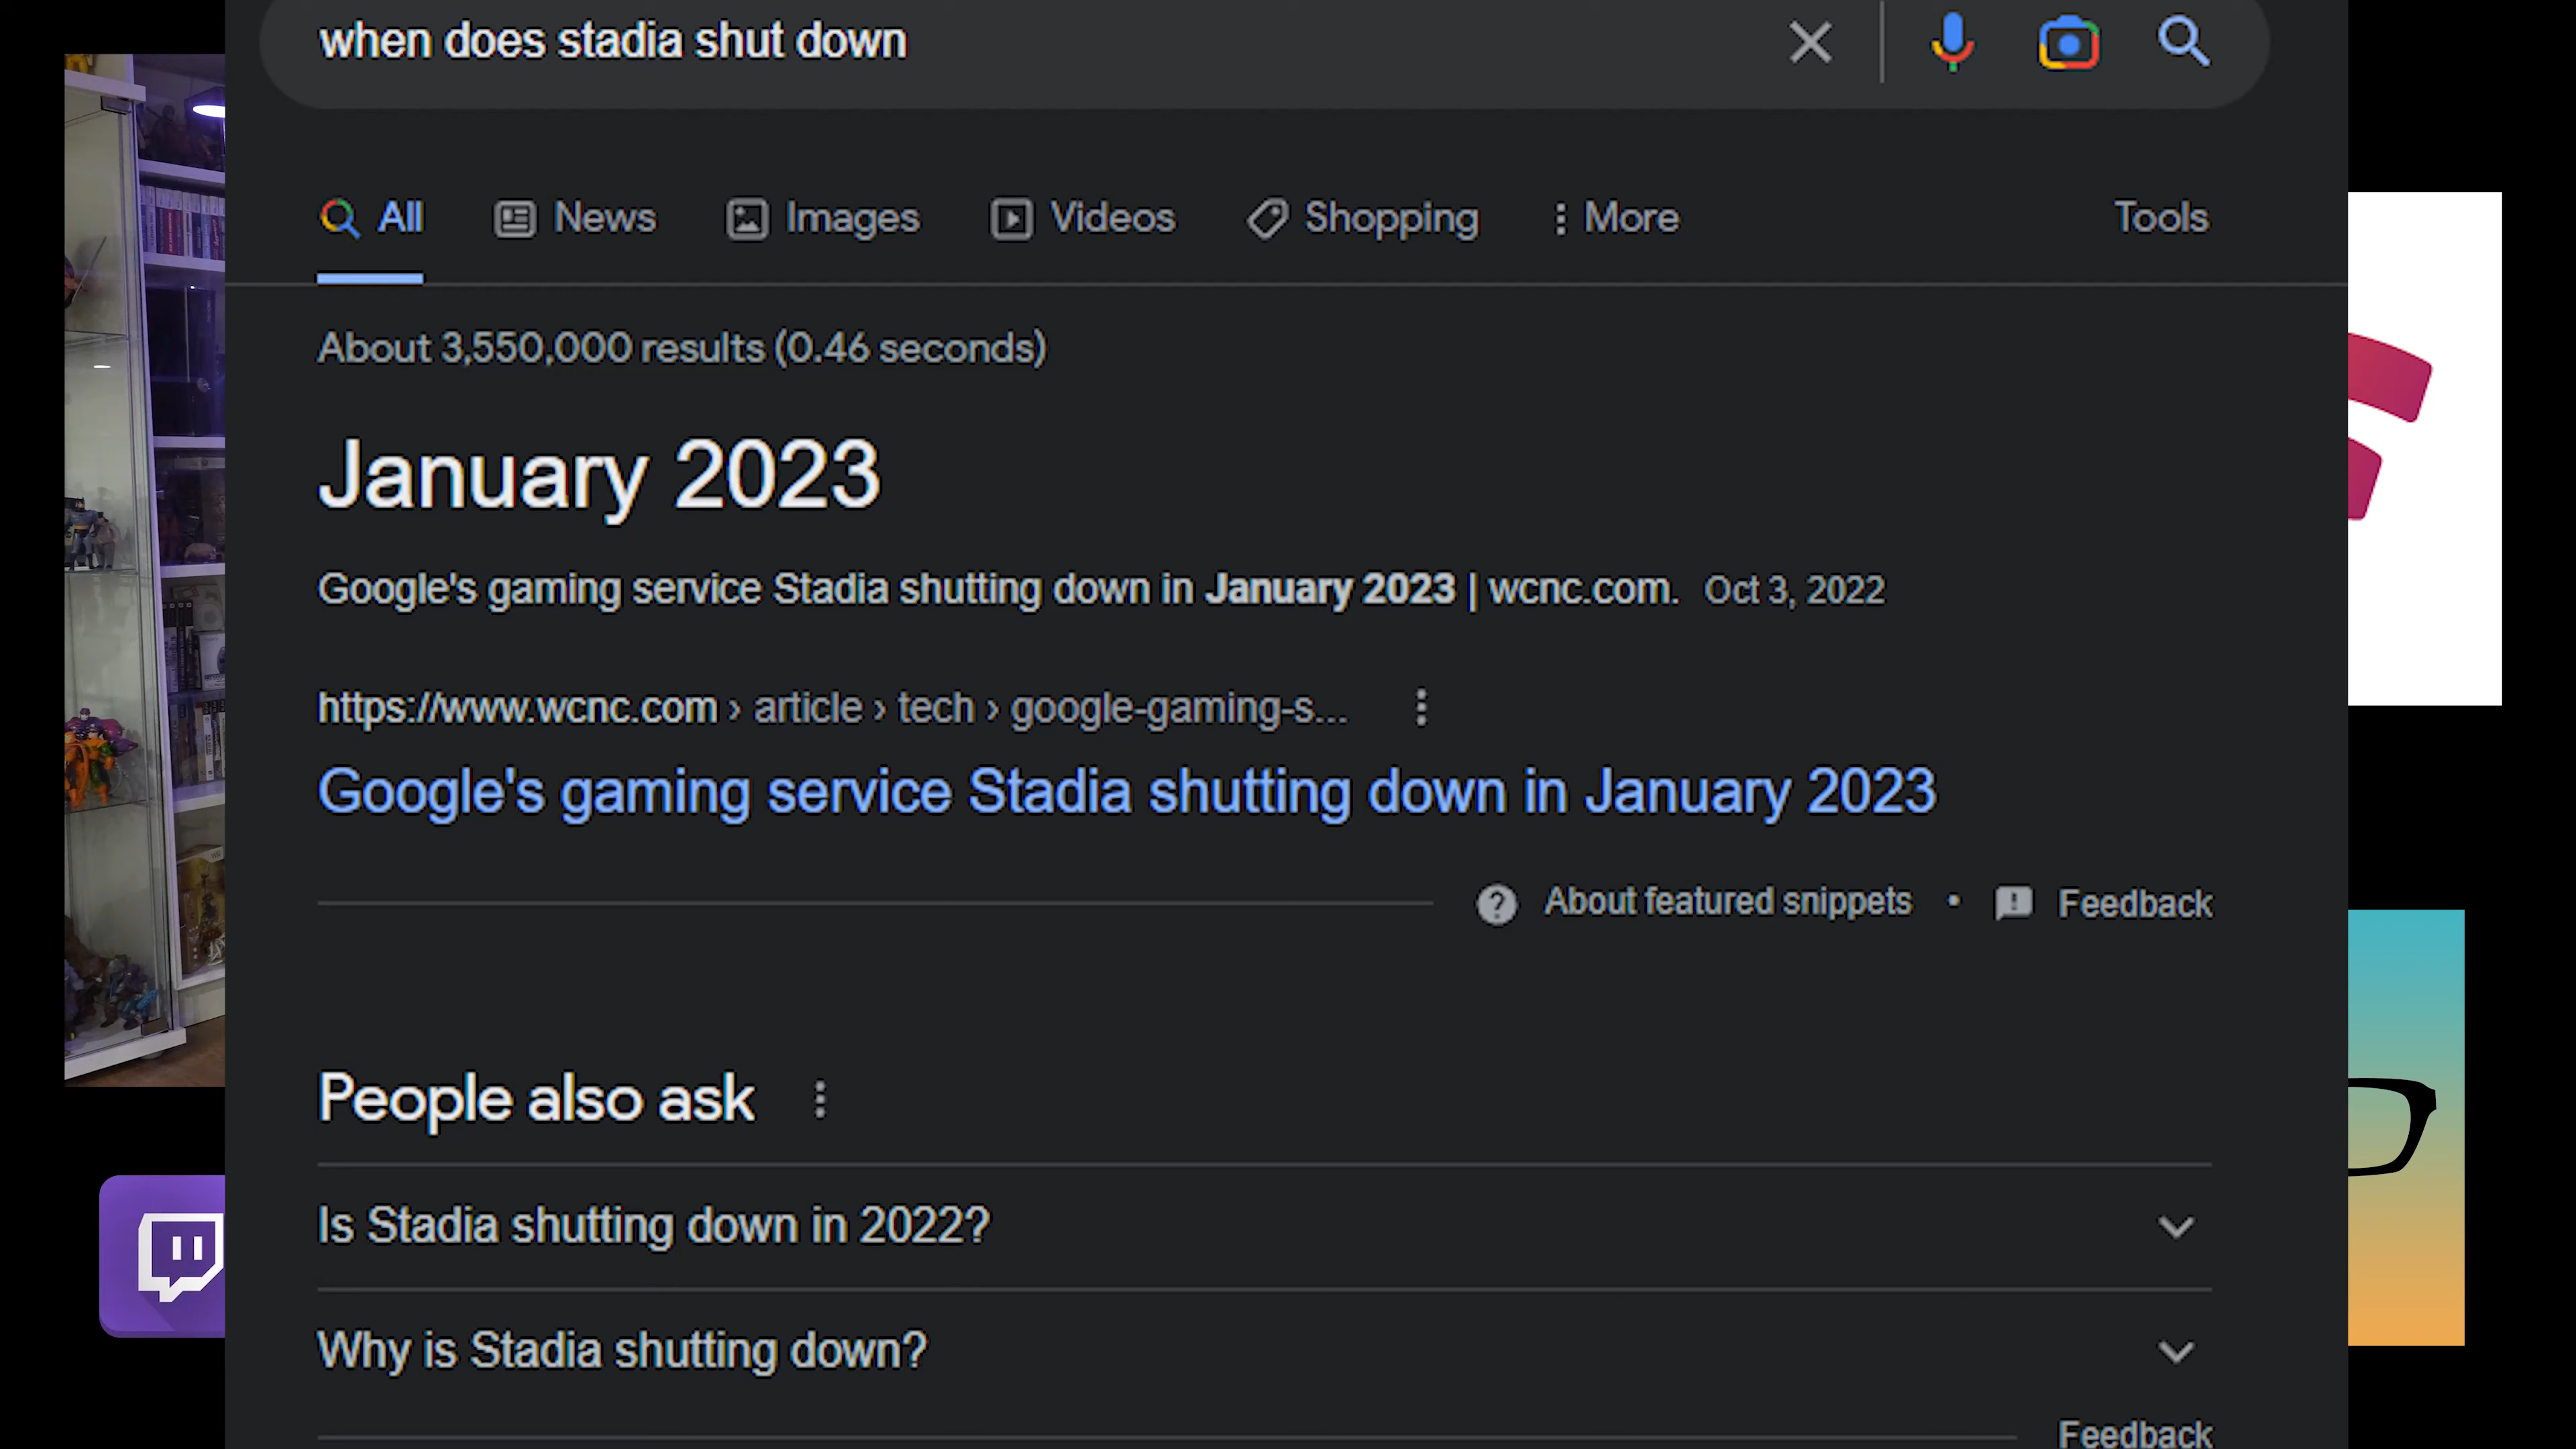 when does stadia shut down
All News Images Videos Shopping More Tools
About 3,550,000 results (0.46 seconds)
January 2023
Google's gaming service Stadia shutting down in January 2023 | wcnc.com. Oct 3, 2022
https://www.wcnc.com › article › tech › google-gaming-s...
Google's gaming service Stadia shutting down in January 2023
About featured snippets • Feedback
People also ask
Is Stadia shutting down in 2022?
Why is Stadia shutting down?
Feedback